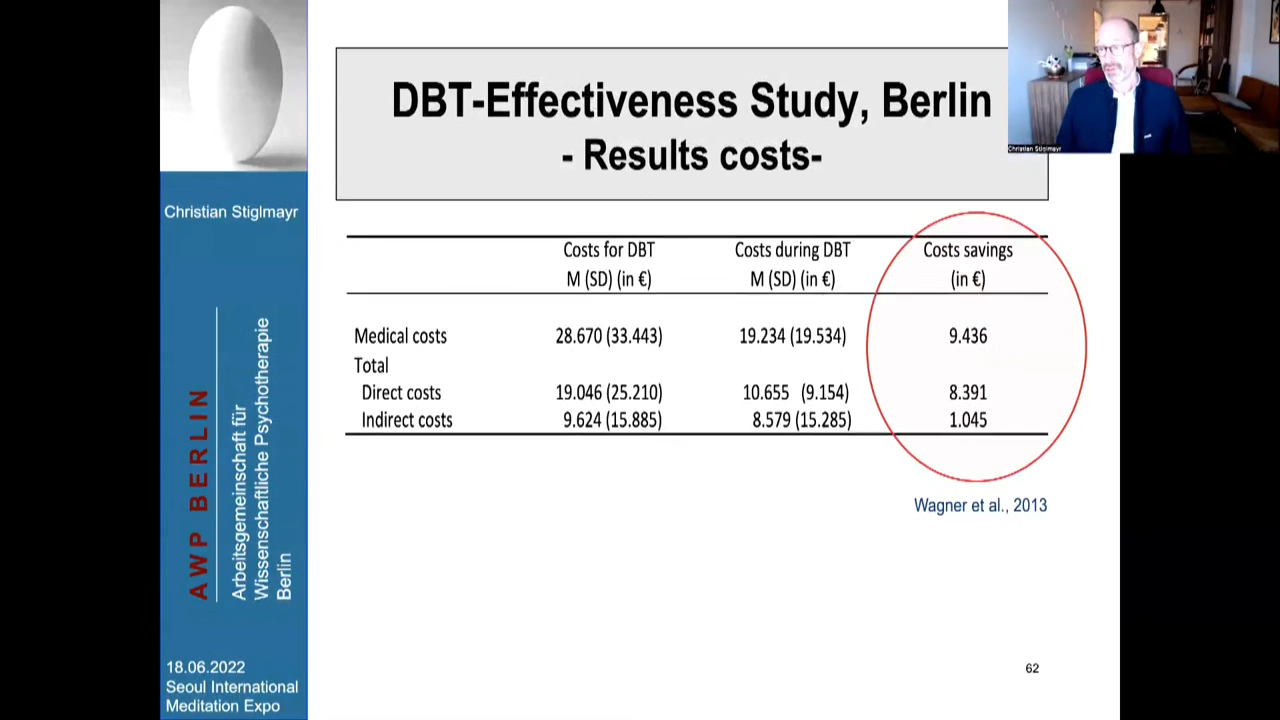 DBT-Effectiveness Study, Berlin
- Results costs-
Christian Stiglmayr
Christian Stiglmayr
AWP BERLIN
Arbeitsgemeinschaft für
Wissenschaftliche Psychotherapie
Berlin
18.06.2022
Seoul International
Meditation Expo
Costs for DBT Costs during DBT Costs savings
M (SD) (in €) M (SD) (in €) (in €)
Medical costs 28.670 (33.443) 19.234 (19.534) 9.436
Total
Direct costs 19.046 (25.210) 10.655 (9.154) 8.391
Indirect costs 9.624 (15.885) 8.579 (15.285) 1.045
Wagner et al., 2013
62